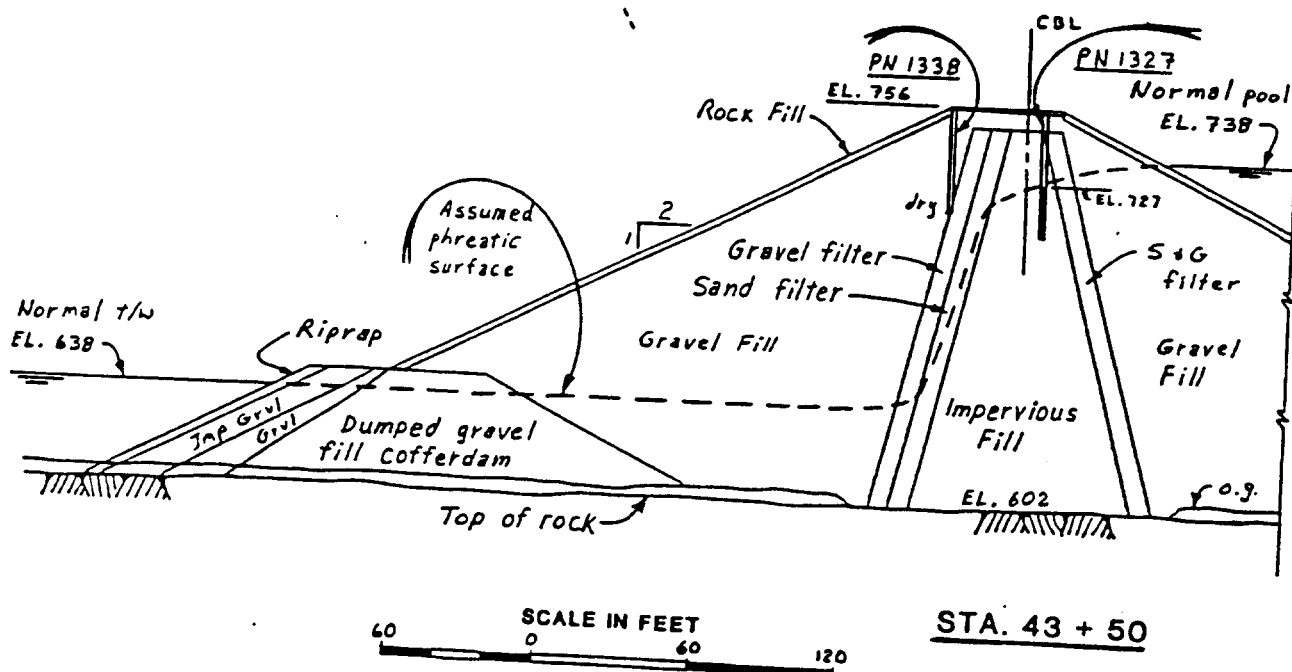 CBL
PN 1338
EL. 756
PN 1327
Normal pool
EL. 738
Rock Fill
2
1
Assumed
phreatic
surface
dry
EL. 727
Gravel filter
Sand filter
S+G
filter
Normal t/w
EL. 638
Riprap
Gravel Fill
Gravel
Fill
Imp Grvl
Grvl
Dumped gravel
fill Cofferdam
Impervious
Fill
EL. 602
o.g.
Top of rock
SCALE IN FEET
60 0 60 120
STA. 43 + 50